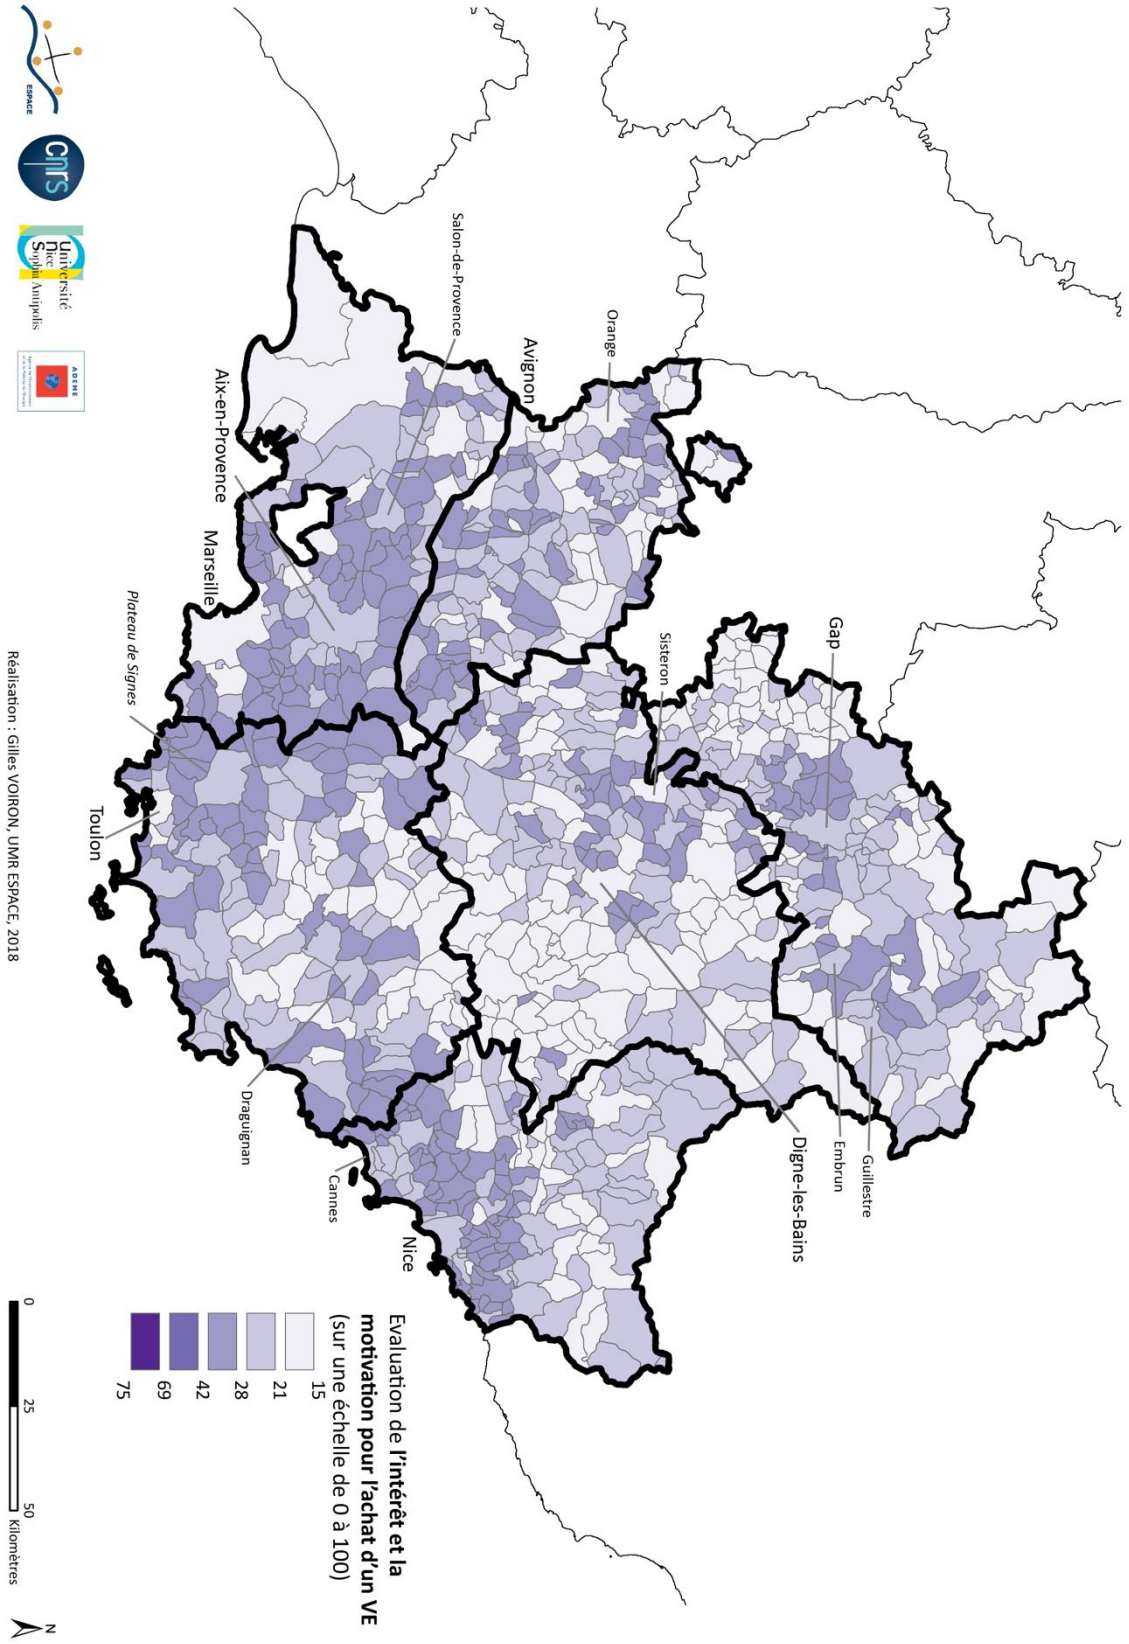 Guillestre
Embrun
Digne-les-Bains
Gap
Sisteron
Orange
Avignon
Salon-de-Provence
Aix-en-Provence
Marseille
Plateau de Signes
Toulon
Draguignan
Cannes
Nice
Evaluation de l'intérêt et la
motivation pour l'achat d'un VE
(sur une échelle de 0 à 100)
15
21
28
42
69
75
0 25 50 Kilomètres
N
ESPACE
cnrs
Université
Nice
Sophia Antipolis
ADEME
Réalisation : Gilles VOIRON, UMR ESPACE, 2018